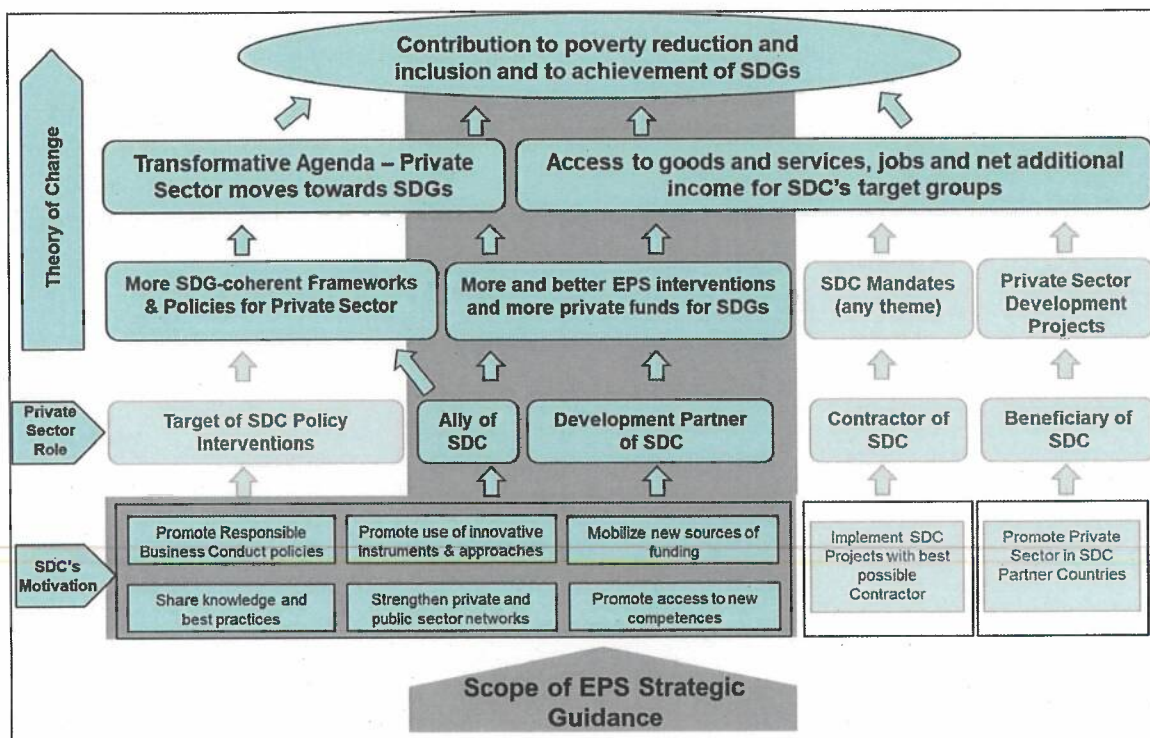 Contribution to poverty reduction and
inclusion and to achievement of SDGs
Theory of Change
Transformative Agenda – Private
Sector moves towards SDGs
Access to goods and services, jobs and net additional
income for SDC's target groups
More SDG-coherent Frameworks
& Policies for Private Sector
More and better EPS interventions
and more private funds for SDGs
SDC Mandates
(any theme)
Private Sector
Development
Projects
Private
Sector
Role
Target of SDC Policy
Interventions
Ally of
SDC
Development Partner
of SDC
Contractor of
SDC
Beneficiary of
SDC
SDC's
Motivation
Promote Responsible
Business Conduct policies
Promote use of innovative
Instruments & approaches
Mobilize new sources of
funding
Share knowledge and
best practices
Strengthen private and
public sector networks
Promote access to new
competences
Implement SDC
Projects with best
possible
Contractor
Promote Private
Sector in SDC
Partner Countries
Scope of EPS Strategic
Guidance